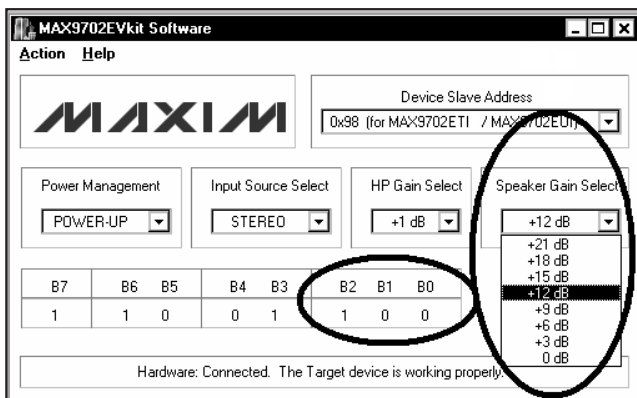 MAX9702EVkit Software
Action Help
MAXIM
Device Slave Address
0x98 (for MAX9702ETI / MAX9702EUI)
Power Management
Input Source Select
HP Gain Select
Speaker Gain Select
POWER-UP
STEREO
+1 dB
+12 dB
+21 dB
+18 dB
+15 dB
+12 dB
+9 dB
+6 dB
+3 dB
0 dB
B7 B6 B5 B4 B3 B2 B1 B0
1 1 0 0 1 1 0 0
Hardware: Connected. The Target device is working properly.